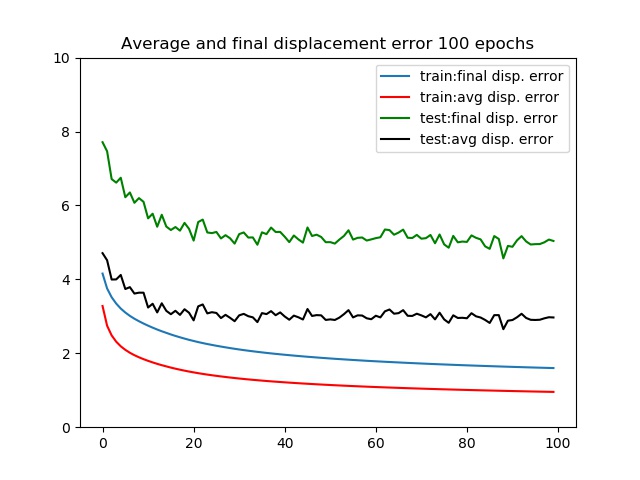 Average and final displacement error 100 epochs
10
8
6
4
2
0
train:final disp. error
train:avg disp. error
test:final disp. error
test:avg disp. error
0 20 40 60 80 100